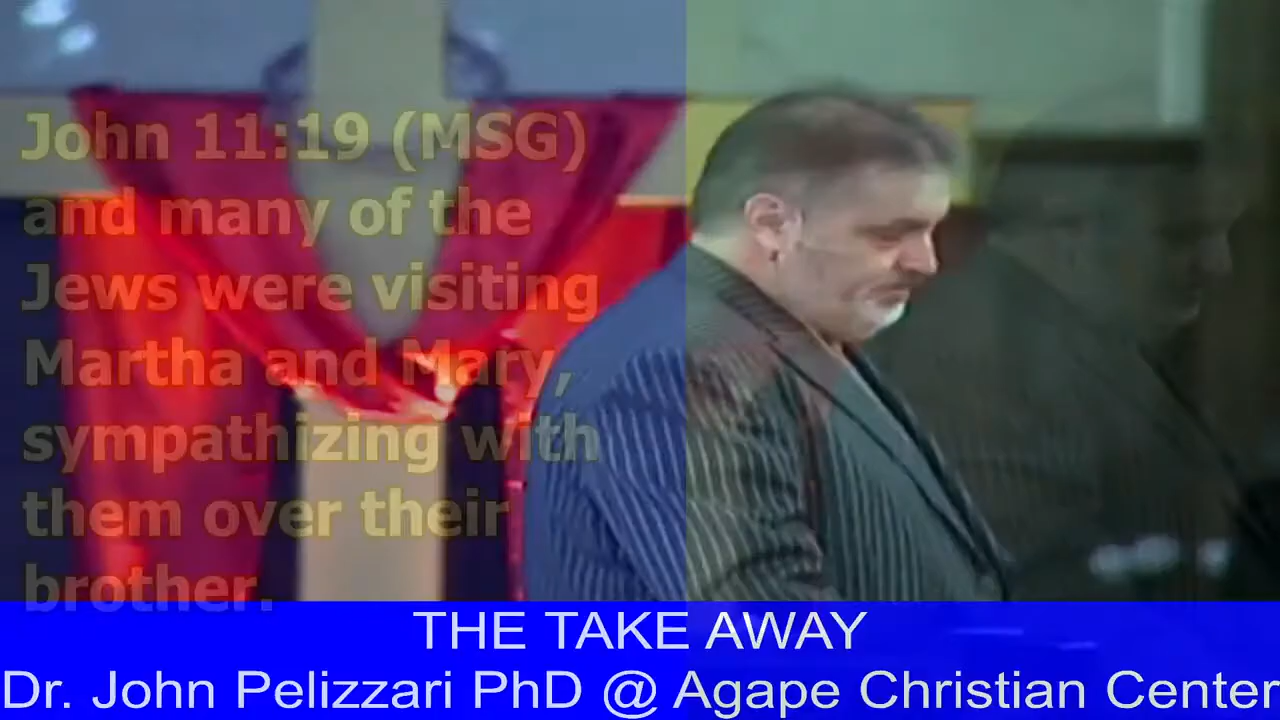 John 11:19 (MSG)
and many of the
Jews were visiting
Martha and Mary,
sympathizing with
them over their
brother.
THE TAKE AWAY
Dr. John Pelizzari PhD @ Agape Christian Center